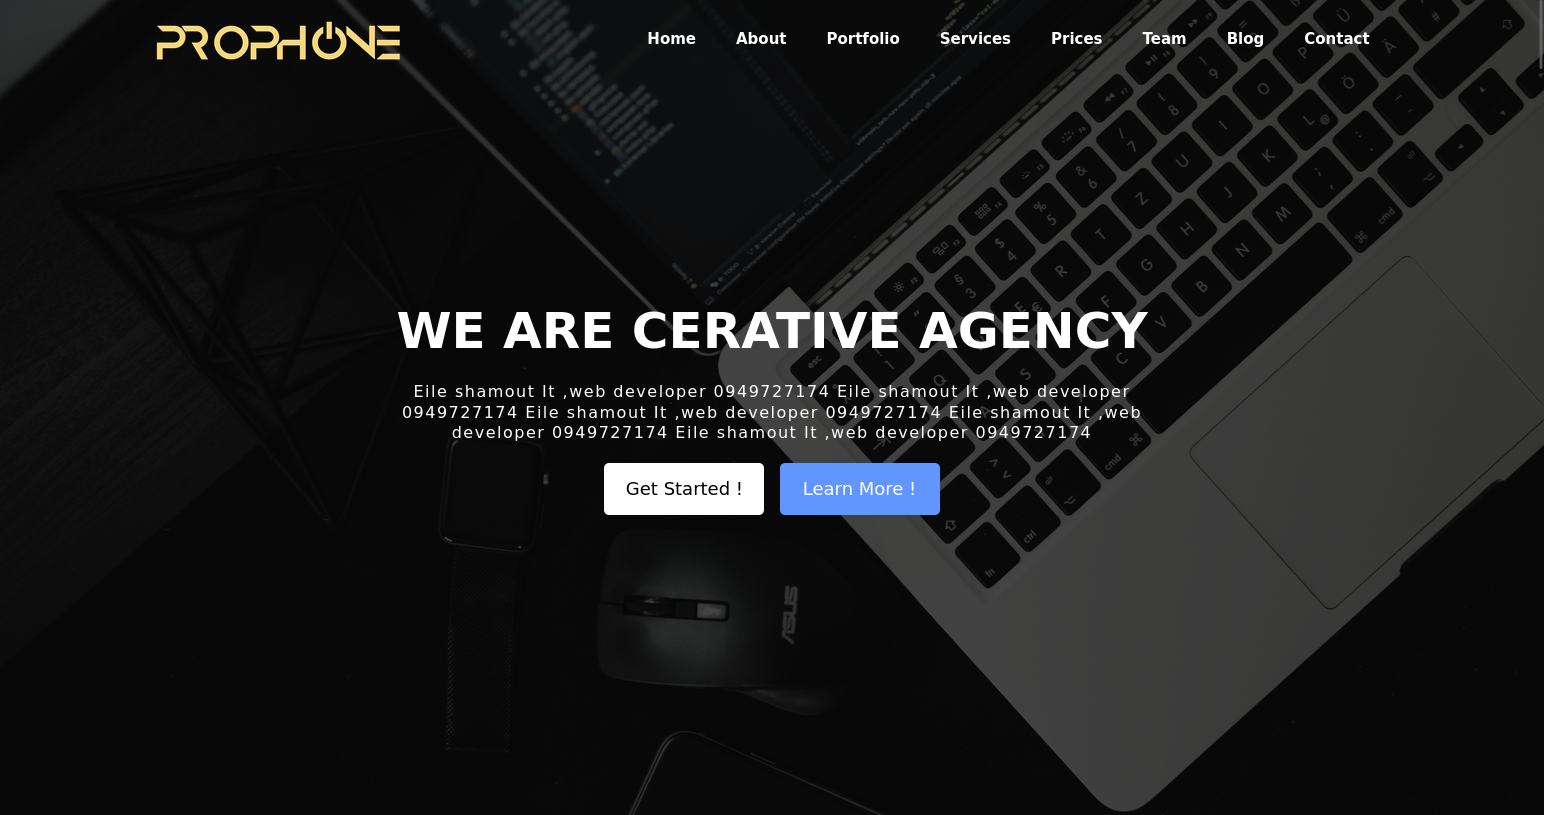 PROPHONE
Home About Portfolio Services Prices Team Blog Contact
WE ARE CERATIVE AGENCY
Eile shamout It ,web developer 0949727174 Eile shamout It ,web developer
0949727174 Eile shamout It ,web developer 0949727174 Eile shamout It ,web
developer 0949727174 Eile shamout It ,web developer 0949727174
Get Started ! Learn More !
ASUS